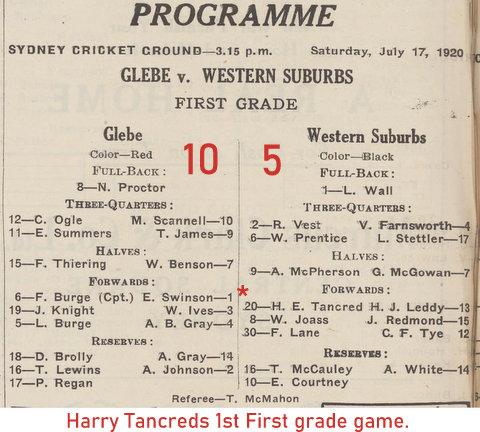 PROGRAMME
SYDNEY CRICKET GROUND—3.15 p.m. Saturday, July 17, 1920
GLEBE v. WESTERN SUBURBS
FIRST GRADE
Glebe
10
Color—Red
FULL-BACK:
8—N. Proctor
THREE-QUARTERS:
12—C. Ogle M. Scannell—10
11—E. Summers T. James—9
HALVES:
15—F. Thiering W. Benson—7
FORWARDS:
6—F. Burge (Cpt.) E. Swinson—1
19—J. Knight W. Ives—3
5—L. Burge A. B. Gray—4
RESERVES:
18—D. Brolly A. Gray—14
16—T. Lewins A. Johnson—2
17—P. Regan
5
Western Suburbs
Color—Black
FULL-BACK:
1—L. Wall
THREE-QUARTERS:
2—R. Vest V. Farnsworth—4
6—W. Prentice L. Stettler—17
HALVES:
9—A. McPherson G. McGowan—7
FORWARDS:
*
20—H. E. Tancred H. J. Leddy—13
8—W. Joass J. Redmond—15
30—F. Lane C. F. Tye 12
RESERVES:
16—T. McCauley A. White—14
10—E. Courtney
Referee—T. McMahon
Harry Tancreds 1st First grade game.